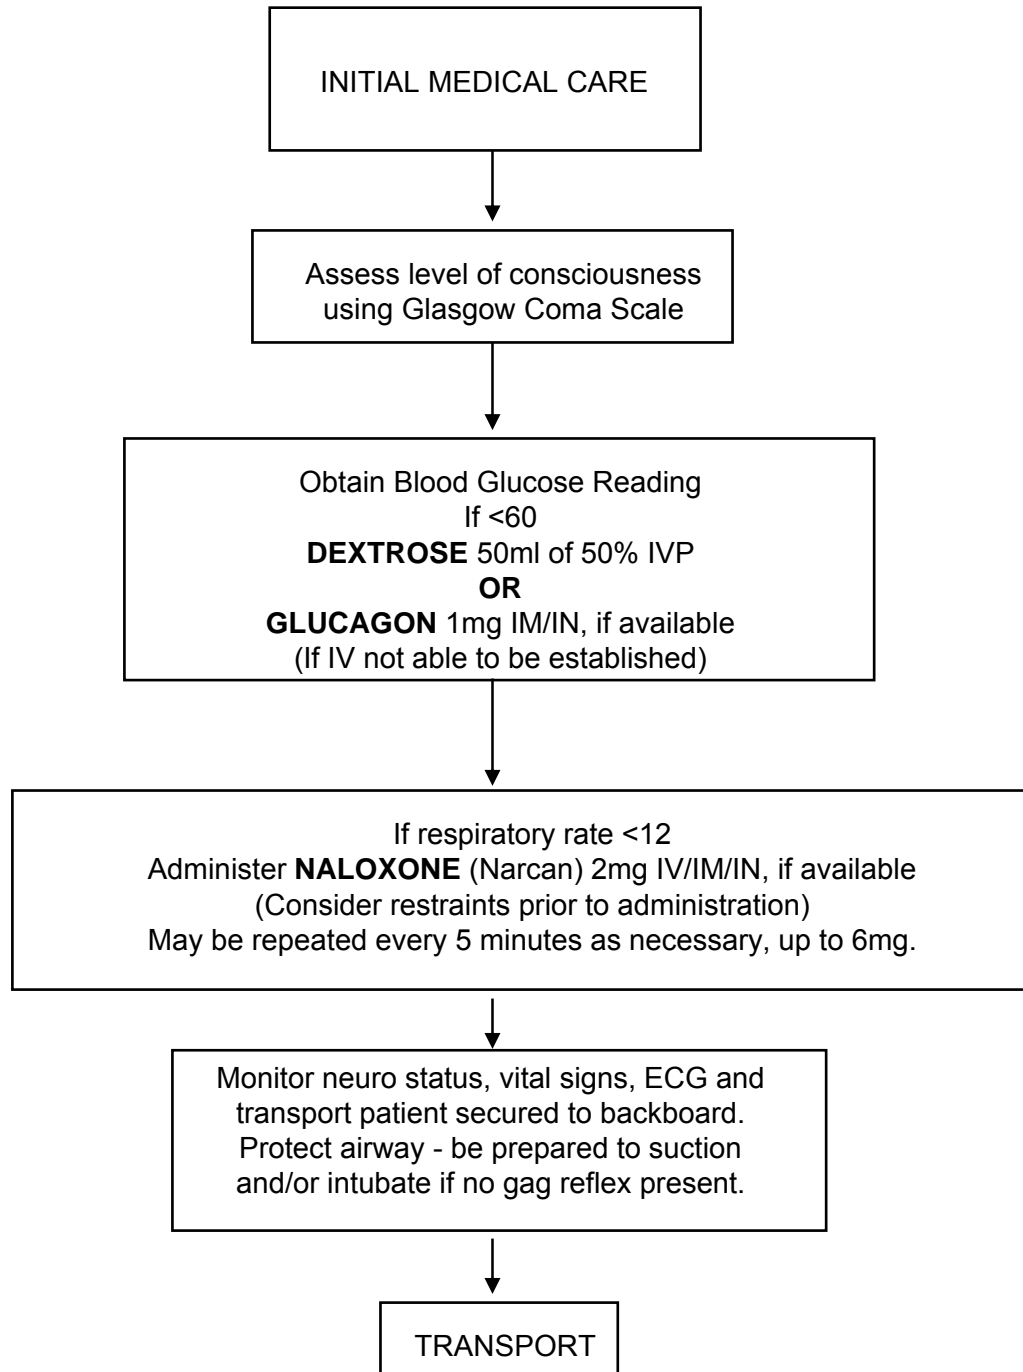 INITIAL MEDICAL CARE
Assess level of consciousness
using Glasgow Coma Scale
Obtain Blood Glucose Reading
If <60
DEXTROSE 50ml of 50% IVP
OR
GLUCAGON 1mg IM/IN, if available
(If IV not able to be established)
If respiratory rate <12
Administer NALOXONE (Narcan) 2mg IV/IM/IN, if available
(Consider restraints prior to administration)
May be repeated every 5 minutes as necessary, up to 6mg.
Monitor neuro status, vital signs, ECG and
transport patient secured to backboard.
Protect airway - be prepared to suction
and/or intubate if no gag reflex present.
TRANSPORT